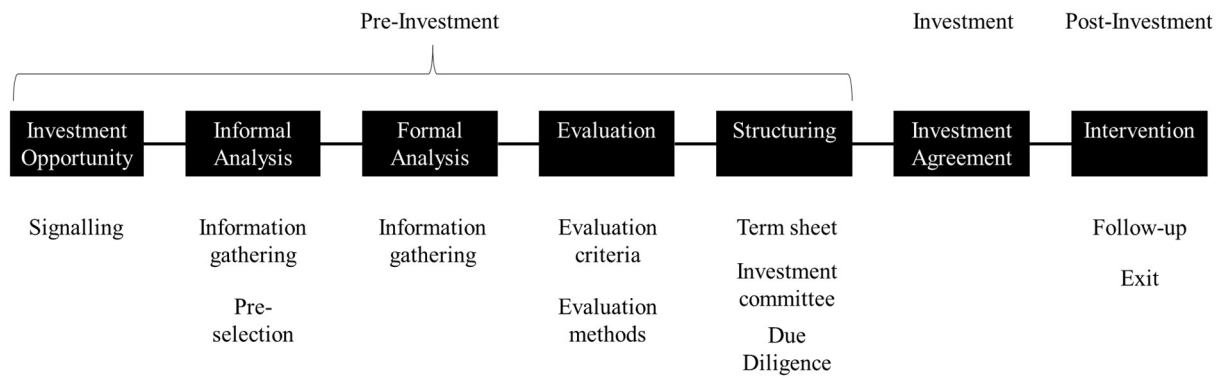 Pre-Investment
Investment
Post-Investment
Investment
Opportunity
Informal
Analysis
Formal
Analysis
Evaluation
Structuring
Investment
Agreement
Intervention
Signalling
Information
gathering
Pre-
selection
Information
gathering
Evaluation
criteria
Evaluation
methods
Term sheet
Investment
committee
Due
Diligence
Follow-up
Exit